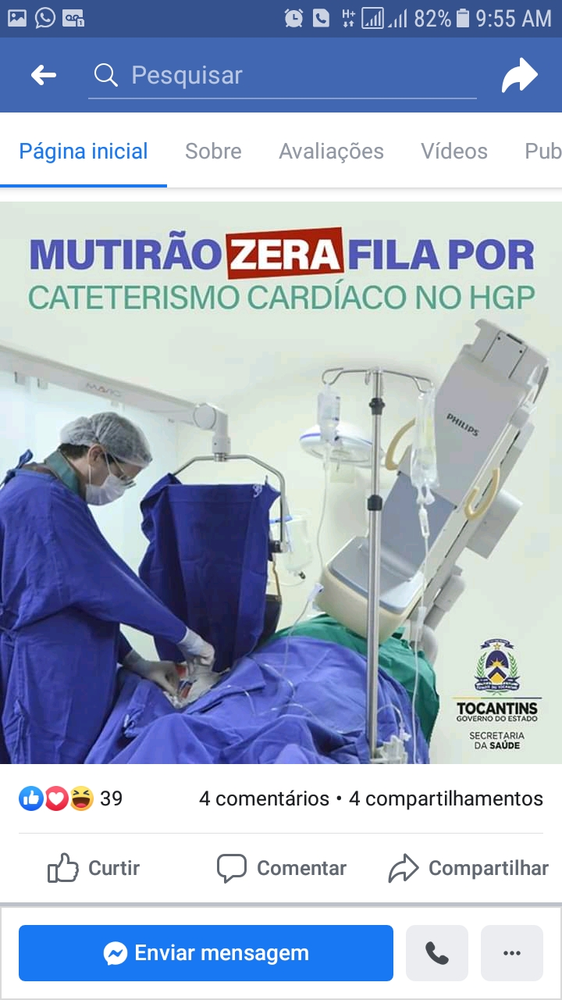 H+ 82% 9:55 AM
Pesquisar
Página inicial Sobre Avaliações Vídeos Pub
MUTIRÃO ZERA FILA POR
CATETERISMO CARDÍACO NO HGP
MAVIG
PHILIPS
TOCANTINS
GOVERNO DO ESTADO
SECRETARIA
DA SAÚDE
39 4 comentários • 4 compartilhamentos
Curtir Comentar Compartilhar
Enviar mensagem